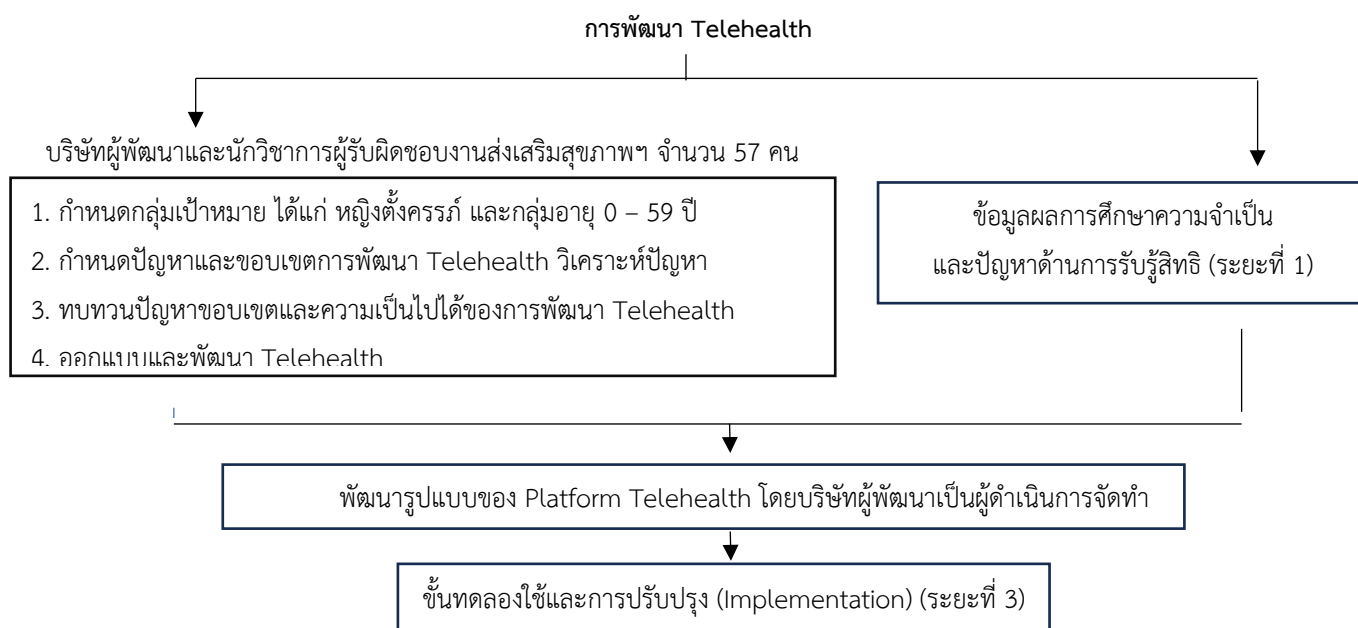 การพัฒนา Telehealth
บริษัทผู้พัฒนาและนักวิชาการผู้รับผิดชอบงานส่งเสริมสุขภาพฯ จำนวน 57 คน
1. กำหนดกลุ่มเป้าหมาย ได้แก่ หญิงตั้งครรภ์ และกลุ่มอายุ 0 – 59 ปี
2. กำหนดปัญหาและขอบเขตการพัฒนา Telehealth วิเคราะห์ปัญหา
3. ทบทวนปัญหาขอบเขตและความเป็นไปได้ของการพัฒนา Telehealth
4. ออกแบบและพัฒนา Telehealth
ข้อมูลผลการศึกษาความจำเป็น
และปัญหาด้านการรับรู้สิทธิ (ระยะที่ 1)
พัฒนารูปแบบของ Platform Telehealth โดยบริษัทผู้พัฒนาเป็นผู้ดำเนินการจัดทำ
ขั้นทดลองใช้และการปรับปรุง (Implementation) (ระยะที่ 3)